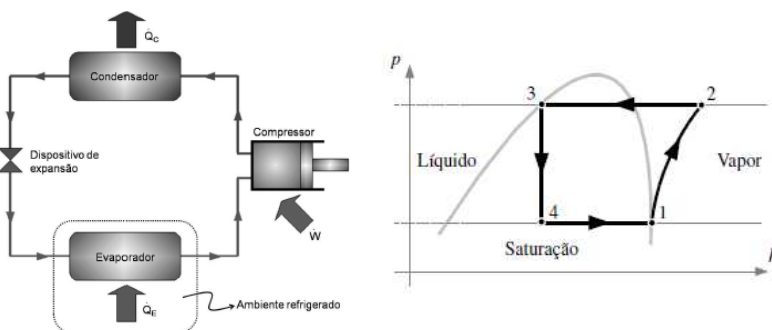 Q̇c
Condensador
Compressor
Dispositivo de
expansão
Ẇ
Evaporador
Q̇E
Ambiente refrigerado
p
3
2
Líquido
Vapor
4
1
Saturação